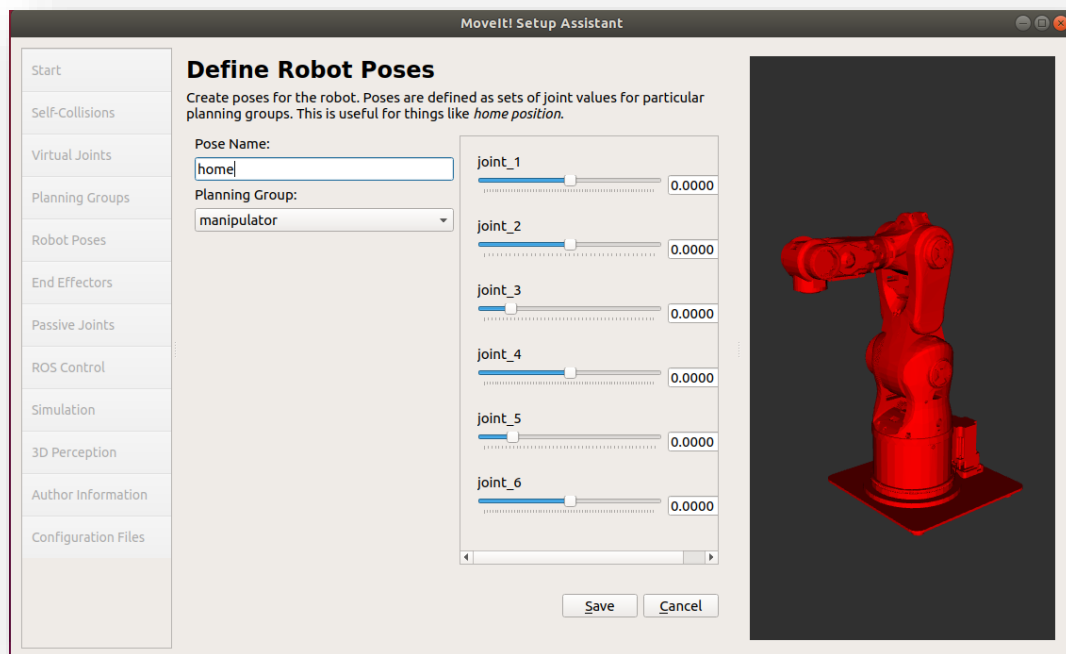 MoveIt! Setup Assistant
Start
Self-Collisions
Virtual Joints
Planning Groups
Robot Poses
End Effectors
Passive Joints
ROS Control
Simulation
3D Perception
Author Information
Configuration Files
Define Robot Poses
Create poses for the robot. Poses are defined as sets of joint values for particular
planning groups. This is useful for things like home position.
Pose Name:
home
Planning Group:
manipulator
joint_1
0.0000
joint_2
0.0000
joint_3
0.0000
joint_4
0.0000
joint_5
0.0000
joint_6
0.0000
Save Cancel